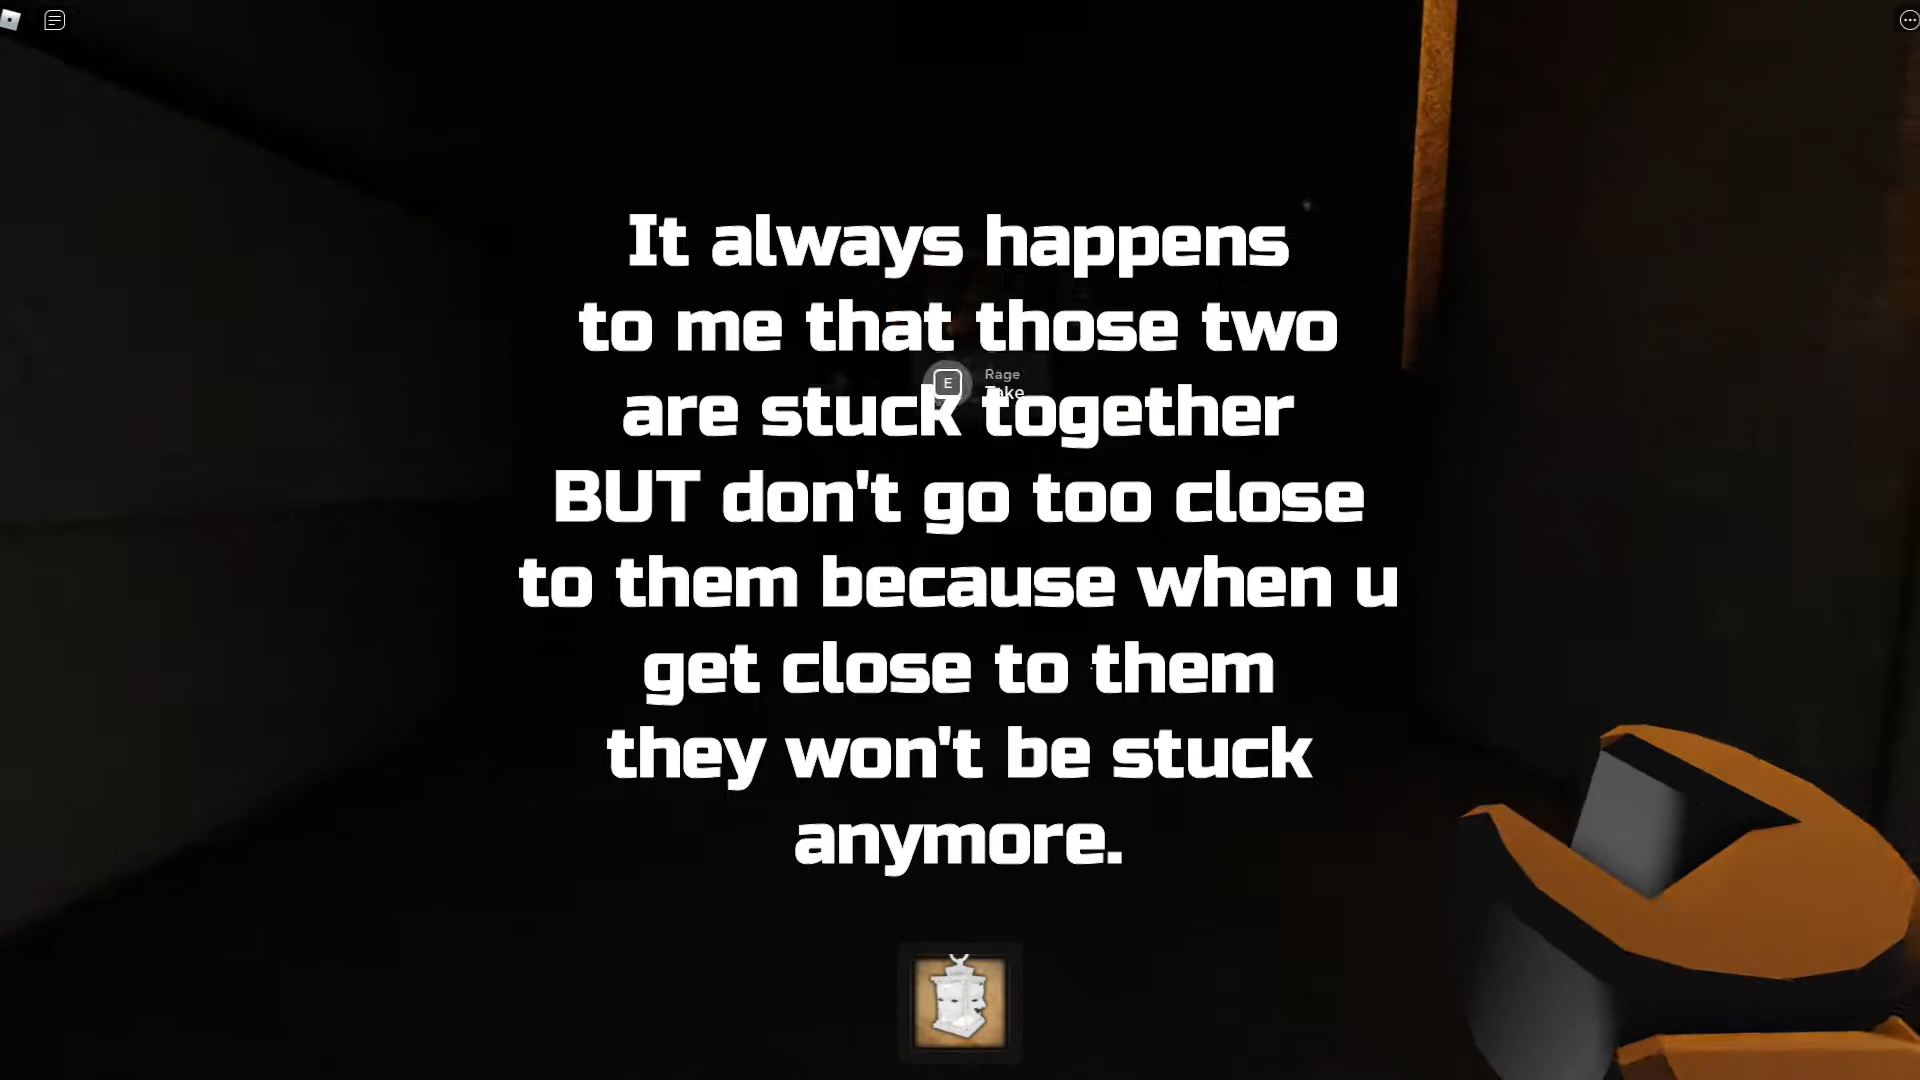 It always happens
to me that those two
E
Rage
Take
are stuck together
BUT don't go too close
to them because when u
get close to them
they won't be stuck
anymore.